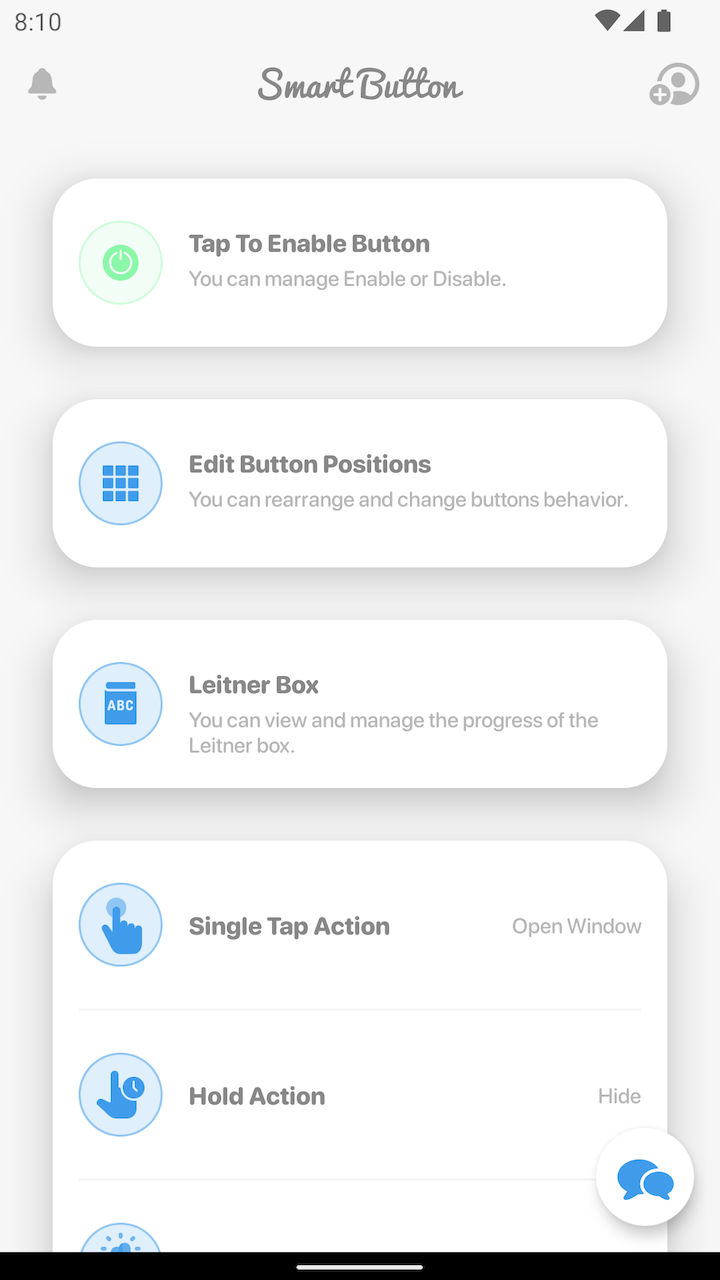 8:10
Smart Button
Tap To Enable Button
You can manage Enable or Disable.
Edit Button Positions
You can rearrange and change buttons behavior.
ABC
Leitner Box
You can view and manage the progress of the
Leitner box.
Single Tap Action
Open Window
Hold Action
Hide